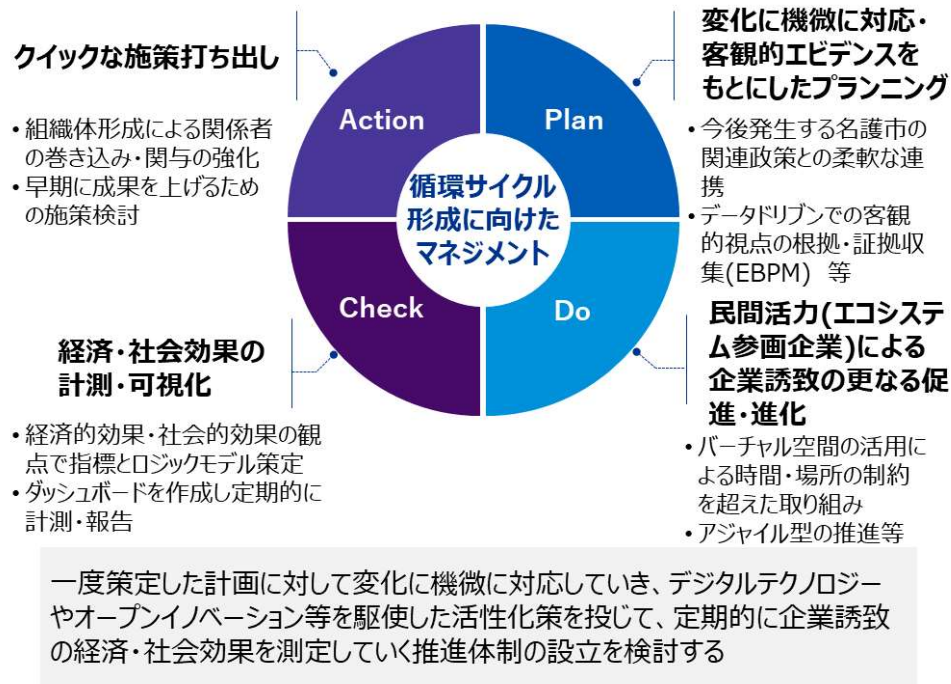 クイックな施策打ち出し
• 組織体形成による関係者
の巻き込み・関与の強化
• 早期に成果を上げるため
の施策検討
Action
Plan
変化に機微に対応・
客観的エビデンスを
もとにしたプランニング
• 今後発生する名護市の
関連政策との柔軟な連
携
• データドリブンでの客観
的視点の根拠・証拠収
集(EBPM) 等
循環サイクル
形成に向けた
マネジメント
Check
Do
経済・社会効果の
計測・可視化
• 経済的効果・社会的効果の観
点で指標とロジックモデル策定
• ダッシュボードを作成し定期的に
計測・報告
民間活力(エコシステ
ム参画企業)による
企業誘致の更なる促
進・進化
• バーチャル空間の活用に
よる時間・場所の制約
を超えた取り組み
• アジャイル型の推進等
一度策定した計画に対して変化に機微に対応していき、デジタルテクノロジー
やオープンイノベーション等を駆使した活性化策を投じて、定期的に企業誘致
の経済・社会効果を測定していく推進体制の設立を検討する